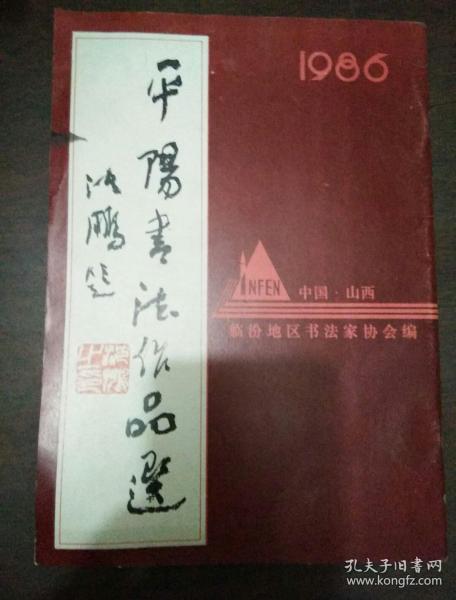 平陽書法作品選
沈鹏题
1986
LINFEN
中国·山西
临汾地区书法家协会编
孔夫子旧书网
www.kongfz.com